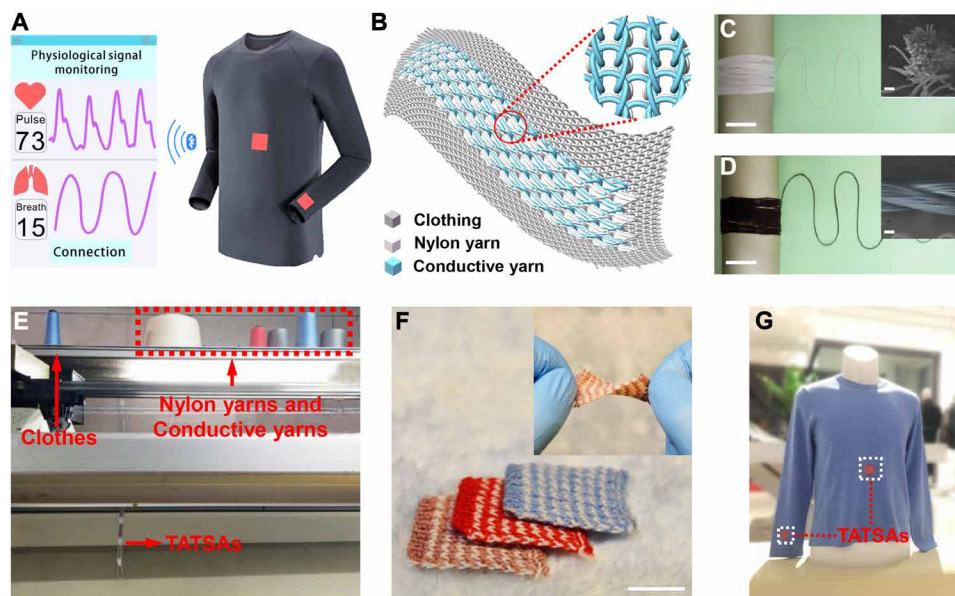 A
Physiological signal
monitoring
Pulse
73
Breath
15
Connection
B
Clothing
Nylon yarn
Conductive yarn
C
D
E
Clothes
Nylon yarns and
Conductive yarns
TATSAs
F
G
TATSAs